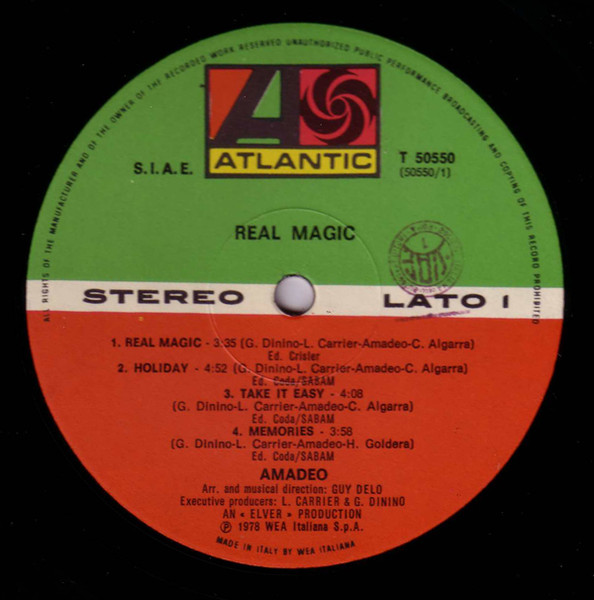 ALL RIGHTS OF THE MANUFACTURER AND OF THE OWNER OF THE RECORDED WORK RESERVED UNAUTHORIZED PUBLIC PERFORMANCE BROADCASTING AND COPYING OF THIS RECORD PROHIBITED
A
ATLANTIC
S.I.A.E.
T 50550
(50550/1)
REAL MAGIC
STEREO
LATO 1
1. REAL MAGIC - 3:35 (G. Dinino-L. Carrier-Amadeo-C. Algarra)
Ed. Crisler
2. HOLIDAY - 4:52 (G. Dinino-L. Carrier-Amadeo-C. Algarra)
Ed. Coda/SABAM
3. TAKE IT EASY - 4:08
(G. Dinino-L. Carrier-Amadeo-C. Algarra)
Ed. Coda/SABAM
4. MEMORIES - 3:58
(G. Dinino-L. Carrier-Amadeo-H. Goldera)
Ed. Coda/SABAM
AMADEO
Arr. and musical direction: GUY DELO
Executive producers: L. CARRIER & G. DININO
AN « ELVER » PRODUCTION
Ⓟ 1978 WEA Italiana S.p.A.
MADE IN ITALY BY WEA ITALIANA